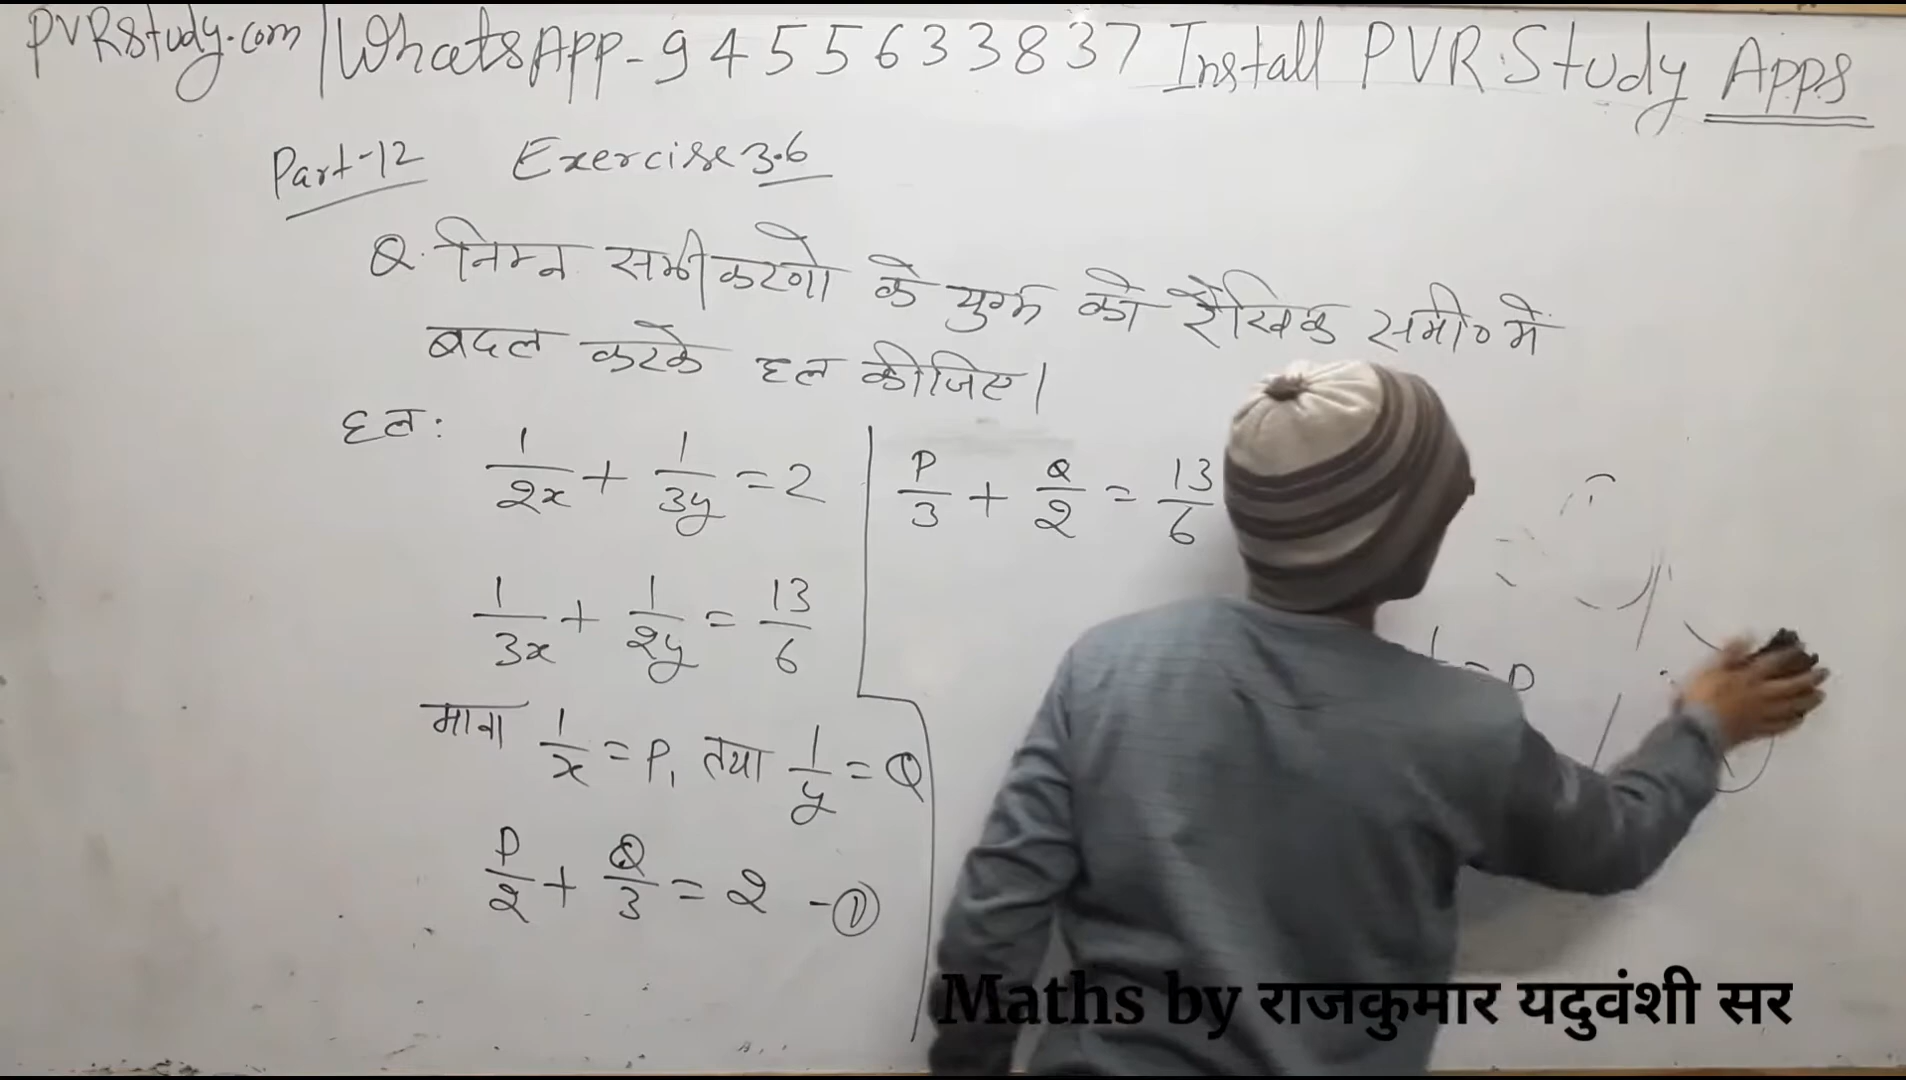 PVRstudy.com | WhatsApp-9455633837 Install PVR Study Apps
Part-12 Exercise 3.6
Q. निम्न समीकरणो के युग्म को रैखिक समी० मे
बदल करके हल कीजिए।
हल:
1/2x + 1/3y = 2
1/3x + 1/2y = 13/6
माना 1/x = P, तथा 1/y = Q
P/2 + Q/3 = 2 -①
P/3 + Q/2 = 13/6
= P
Maths by राजकुमार यदुवंशी सर